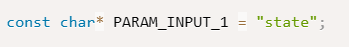 const char* PARAM_INPUT_1 = "state";